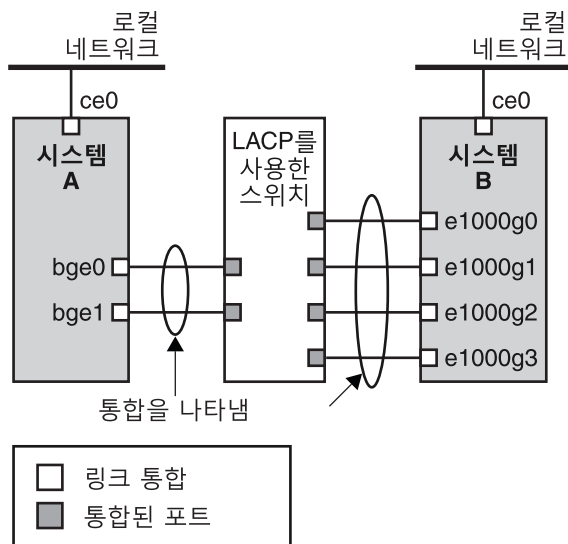 로컬
네트워크
로컬
네트워크
ce0
ce0
시스템
A
LACP를
사용한
스위치
시스템
B
e1000g0
bge0
e1000g1
bge1
e1000g2
e1000g3
통합을 나타냄
링크 통합
통합된 포트